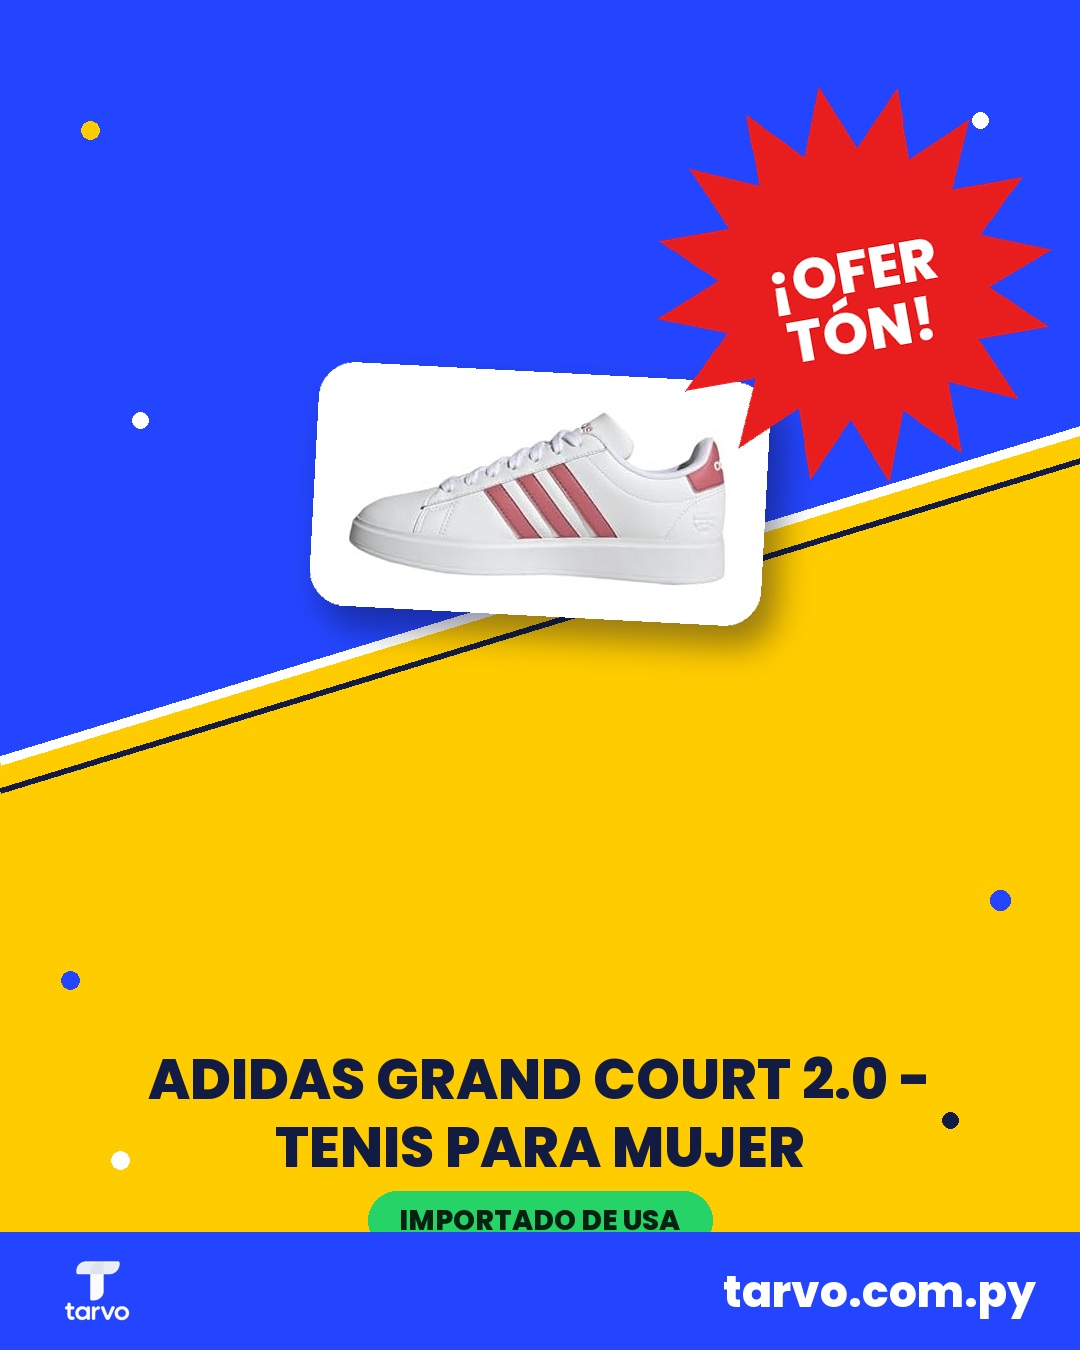 ¡OFER
TÓN!
ADIDAS GRAND COURT 2.0 -
TENIS PARA MUJER
IMPORTADO DE USA
tarvo
tarvo.com.py